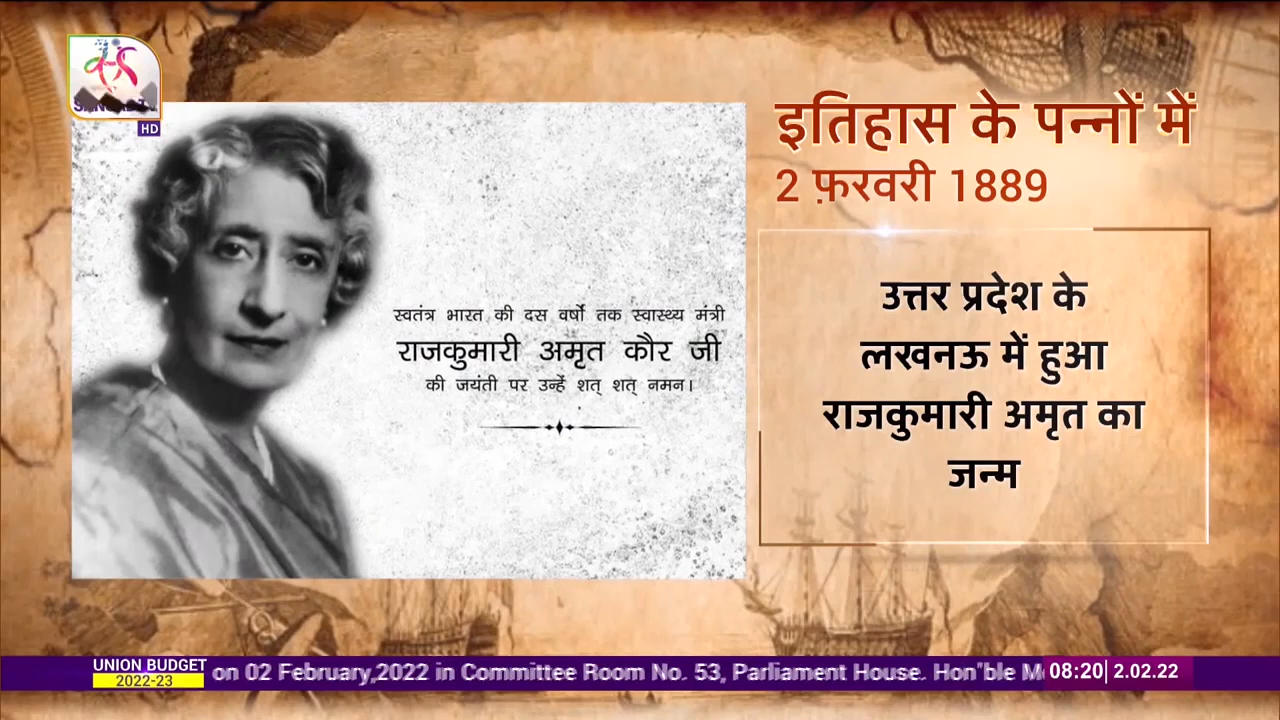 HD
इतिहास के पन्नों में
2 फ़रवरी 1889
स्वतंत्र भारत की दस वर्षो तक स्वास्थ्य मंत्री
राजकुमारी अमृत कौर जी
की जयंती पर उन्हें शत् शत् नमन।
उत्तर प्रदेश के
लखनऊ में हुआ
राजकुमारी अमृत का
जन्म
UNION BUDGET
2022-23
on 02 February,2022 in Committee Room No. 53, Parliament House. Hon"ble
08:20 2.02.22